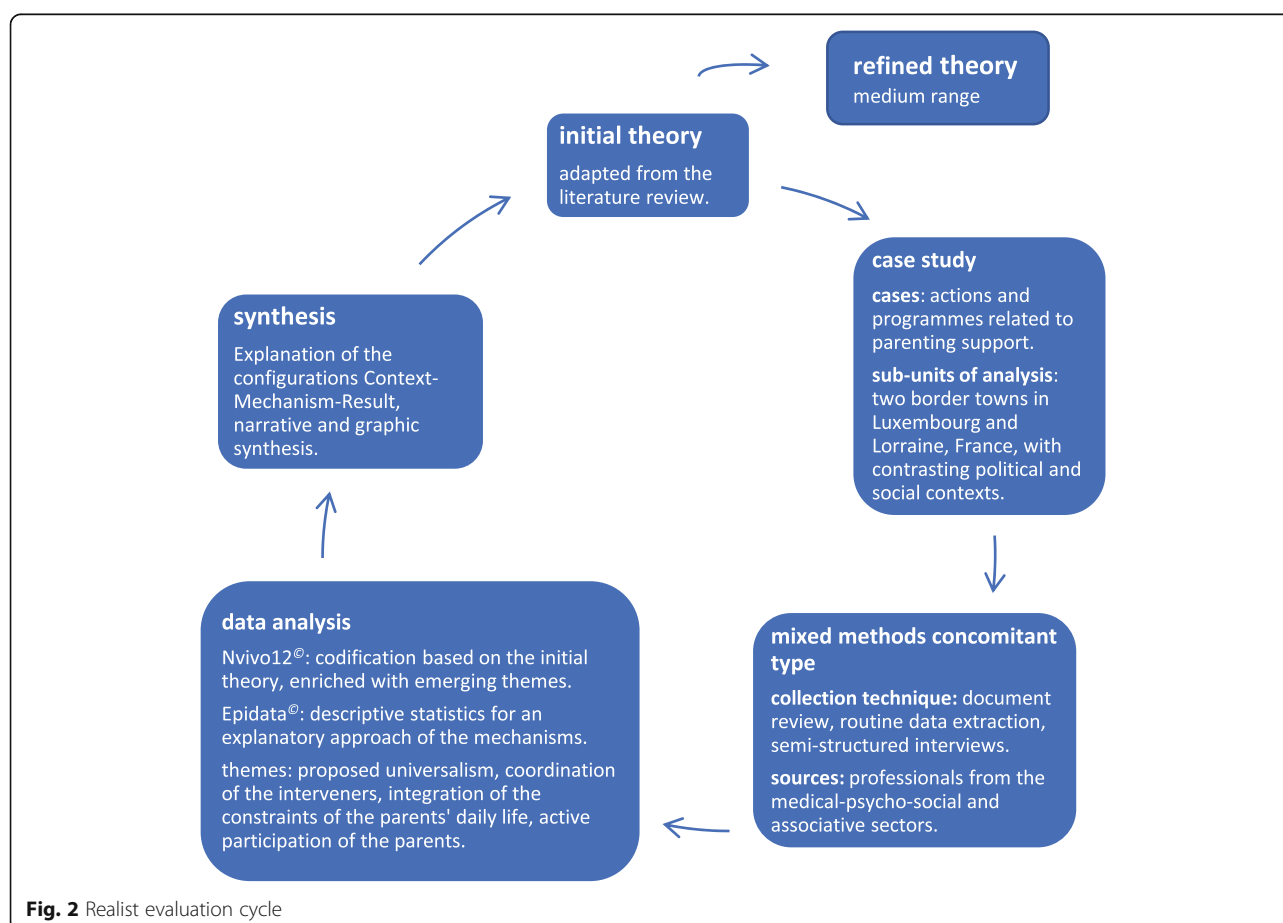 refined theory
medium range
initial theory
adapted from the
literature review.
case study
cases: actions and
programmes related to
parenting support.
sub-units of analysis:
two border towns in
Luxembourg and
Lorraine, France, with
contrasting political and
social contexts.
mixed methods concomitant
type
collection technique: document
review, routine data extraction,
semi-structured interviews.
sources: professionals from the
medical-psycho-social and
associative sectors.
data analysis
Nvivo12©: codification based on the initial
theory, enriched with emerging themes.
Epidata©: descriptive statistics for an
explanatory approach of the mechanisms.
themes: proposed universalism, coordination
of the interveners, integration of the
constraints of the parents' daily life, active
participation of the parents.
synthesis
Explanation of the
configurations Context-
Mechanism-Result,
narrative and graphic
synthesis.
Fig. 2 Realist evaluation cycle